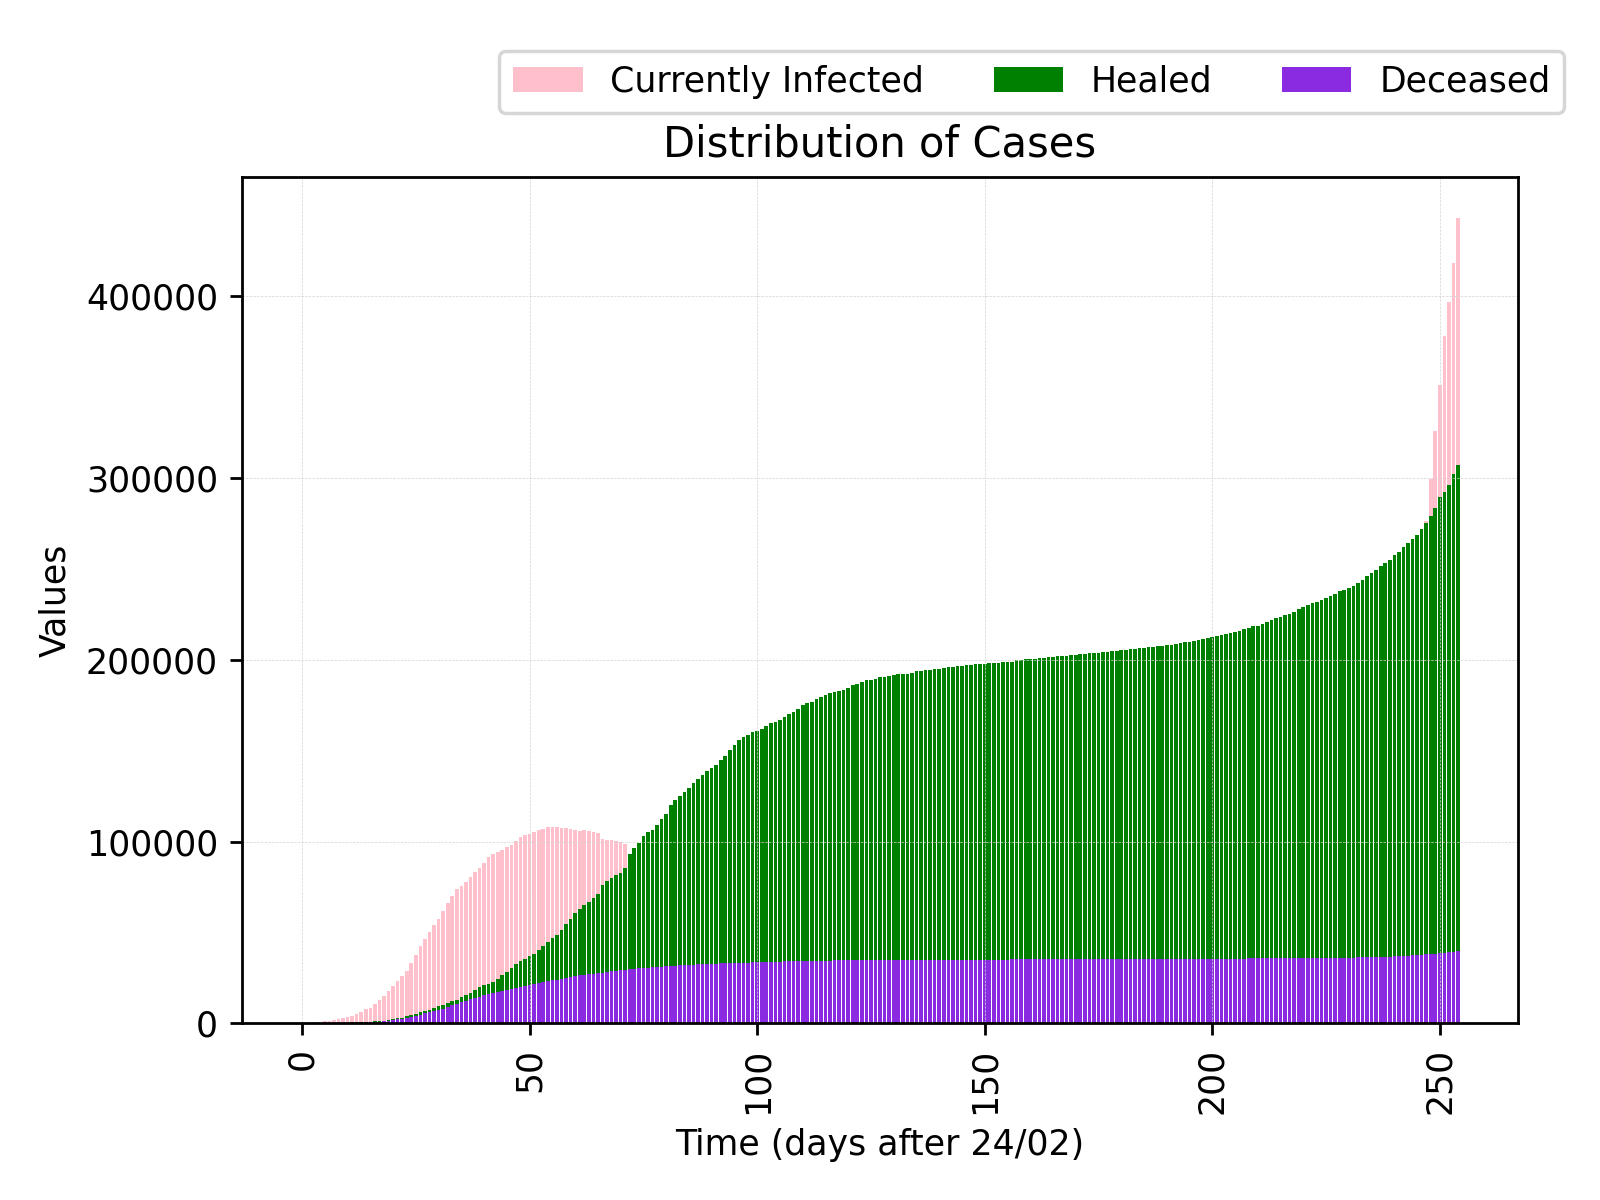 Currently Infected Healed Deceased
Distribution of Cases
400000
300000
200000
100000
0
Values
0 50 100 150 200 250
Time (days after 24/02)